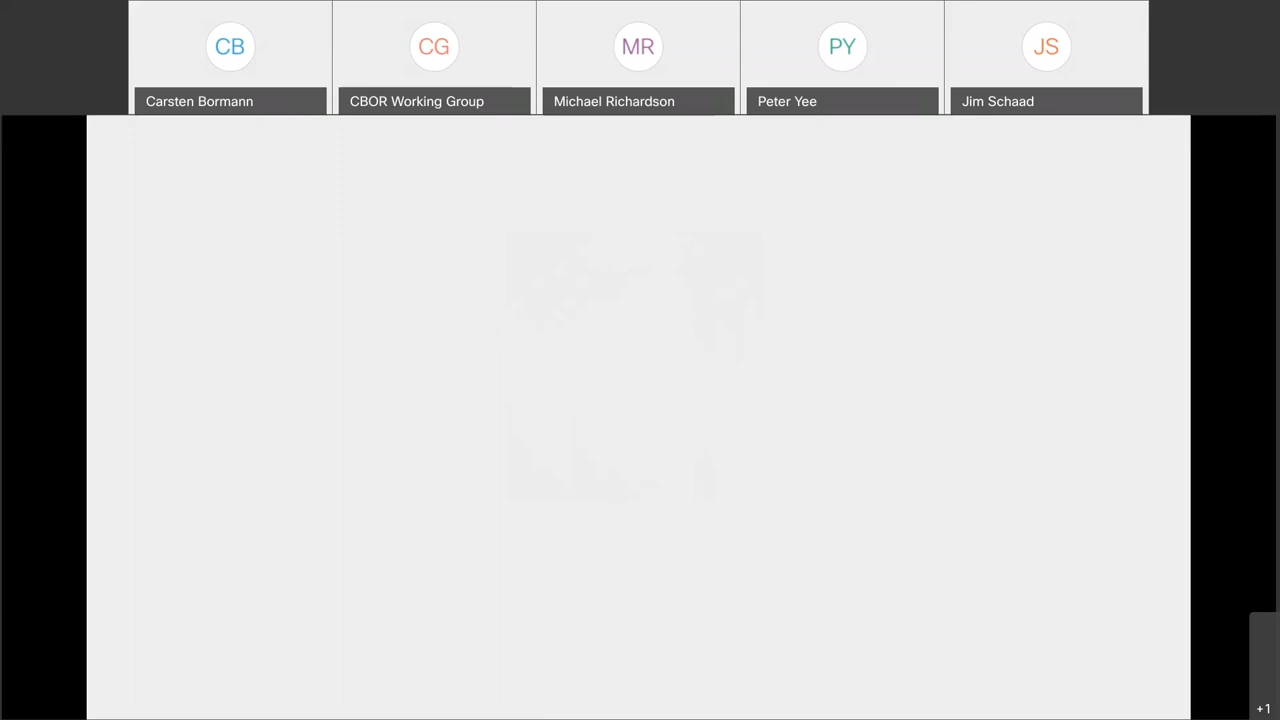 CB
CG
MR
PY
JS
Carsten Bormann
CBOR Working Group
Michael Richardson
Peter Yee
Jim Schaad
+1